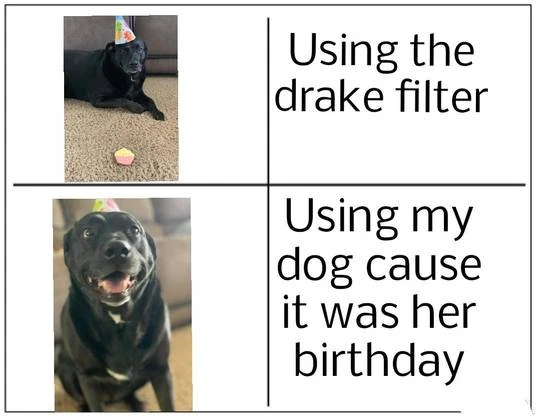 Using the
drake filter
Using my
dog cause
it was her
birthday